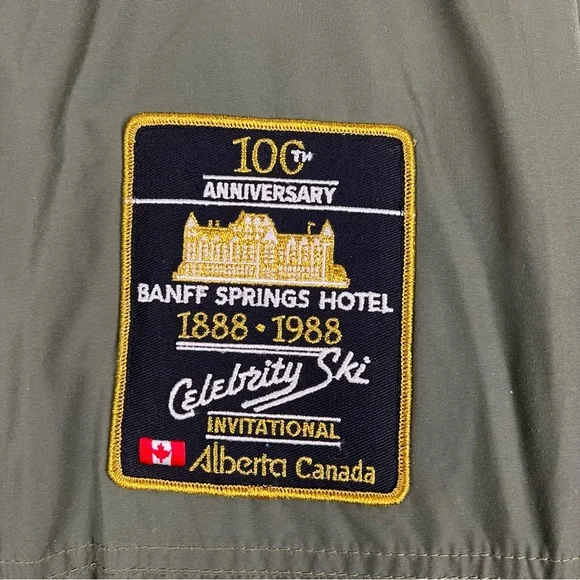 100TH
ANNIVERSARY
BANFF SPRINGS HOTEL
1888 • 1988
Celebrity Ski
INVITATIONAL
Alberta Canada